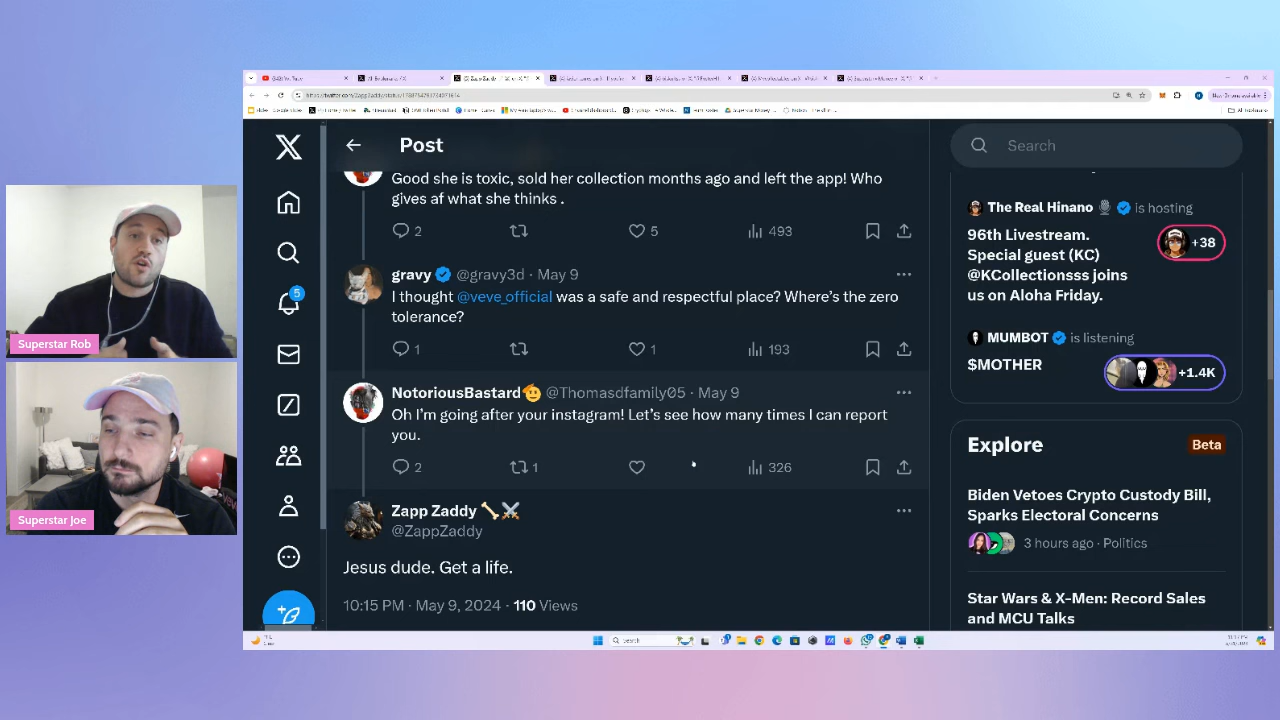 Post
Search
Good she is toxic, sold her collection months ago and left the app! Who
gives af what she thinks .
2
5
493
gravy @gravy3d · May 9
I thought @veve_official was a safe and respectful place? Where's the zero
tolerance?
1
1
193
NotoriousBastard @Thomasdfamily05 · May 9
Oh I'm going after your instagram! Let's see how many times I can report
you.
2
1
326
Zapp Zaddy
@ZappZaddy
Jesus dude. Get a life.
10:15 PM · May 9, 2024 · 110 Views
5
The Real Hinano is hosting
96th Livestream.
Special guest (KC)
@KCollectionsss joins
us on Aloha Friday.
+38
MUMBOT is listening
$MOTHER
+1.4K
Explore
Beta
Biden Vetoes Crypto Custody Bill,
Sparks Electoral Concerns
3 hours ago · Politics
Star Wars & X-Men: Record Sales
and MCU Talks
Superstar Rob
Superstar Joe
Search